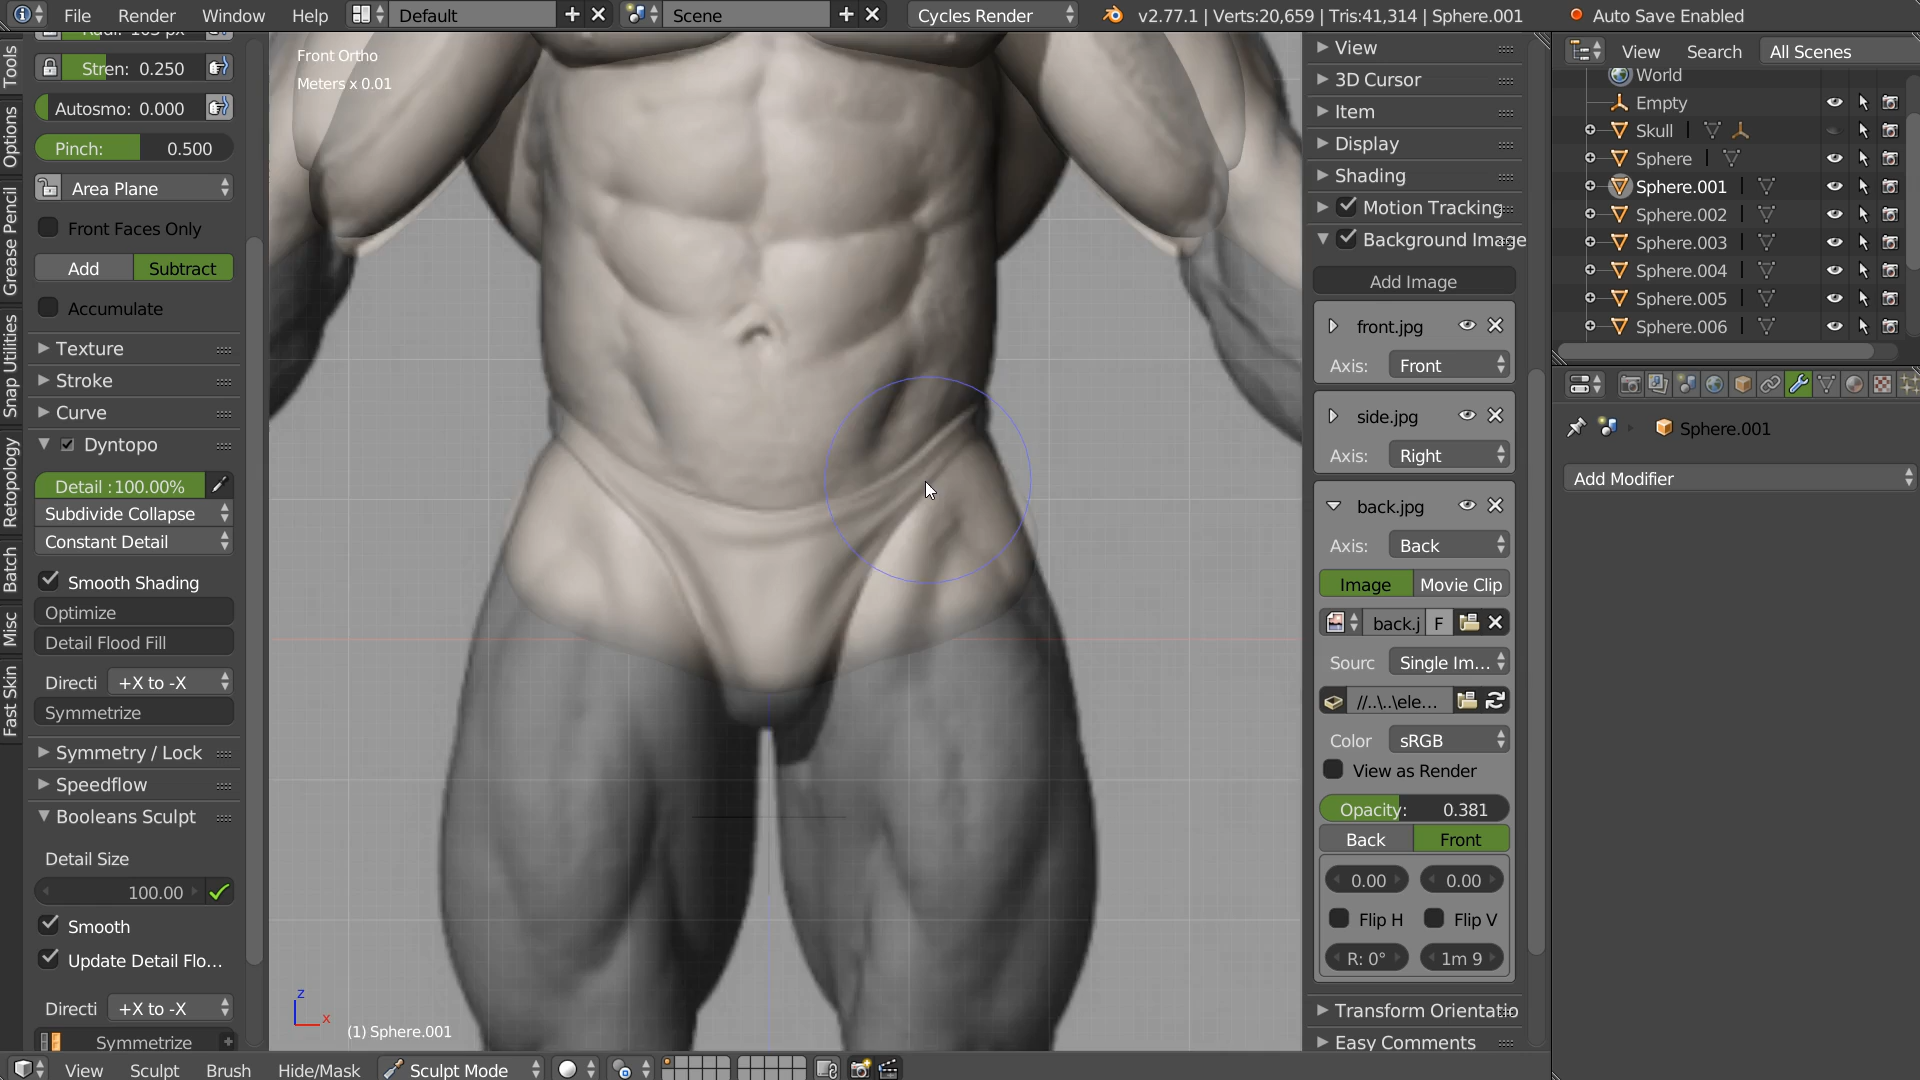 File Render Window Help Default Scene Cycles Render v2.77.1 | Verts:20,659 | Tris:41,314 | Sphere.001 Auto Save Enabled
Tools
Options
Grease Pencil
Snap Utilities
Retopology
Batch
Misc
Fast Skin
Stren: 0.250
Autosmo: 0.000
Pinch: 0.500
Area Plane
Front Faces Only
Add Subtract
Accumulate
Texture
Stroke
Curve
Dyntopo
Detail :100.00%
Subdivide Collapse
Constant Detail
Smooth Shading
Optimize
Detail Flood Fill
Directi +X to -X
Symmetrize
Symmetry / Lock
Speedflow
Booleans Sculpt
Detail Size
100.00
Smooth
Update Detail Flo...
Directi +X to -X
Symmetrize
Front Ortho
Meters x 0.01
z
x
(1) Sphere.001
View
3D Cursor
Item
Display
Shading
Motion Tracking
Background Image
Add Image
front.jpg
Axis: Front
side.jpg
Axis: Right
back.jpg
Axis: Back
Image Movie Clip
back.j F
Sourc Single Im...
//..\..\ele...
Color sRGB
View as Render
Opacity: 0.381
Back Front
0.00 0.00
Flip H Flip V
R: 0° 1m 9
Transform Orientatio
Easy Comments
View Search All Scenes
World
Empty
Skull
Sphere
Sphere.001
Sphere.002
Sphere.003
Sphere.004
Sphere.005
Sphere.006
Sphere.001
Add Modifier
View Sculpt Brush Hide/Mask Sculpt Mode